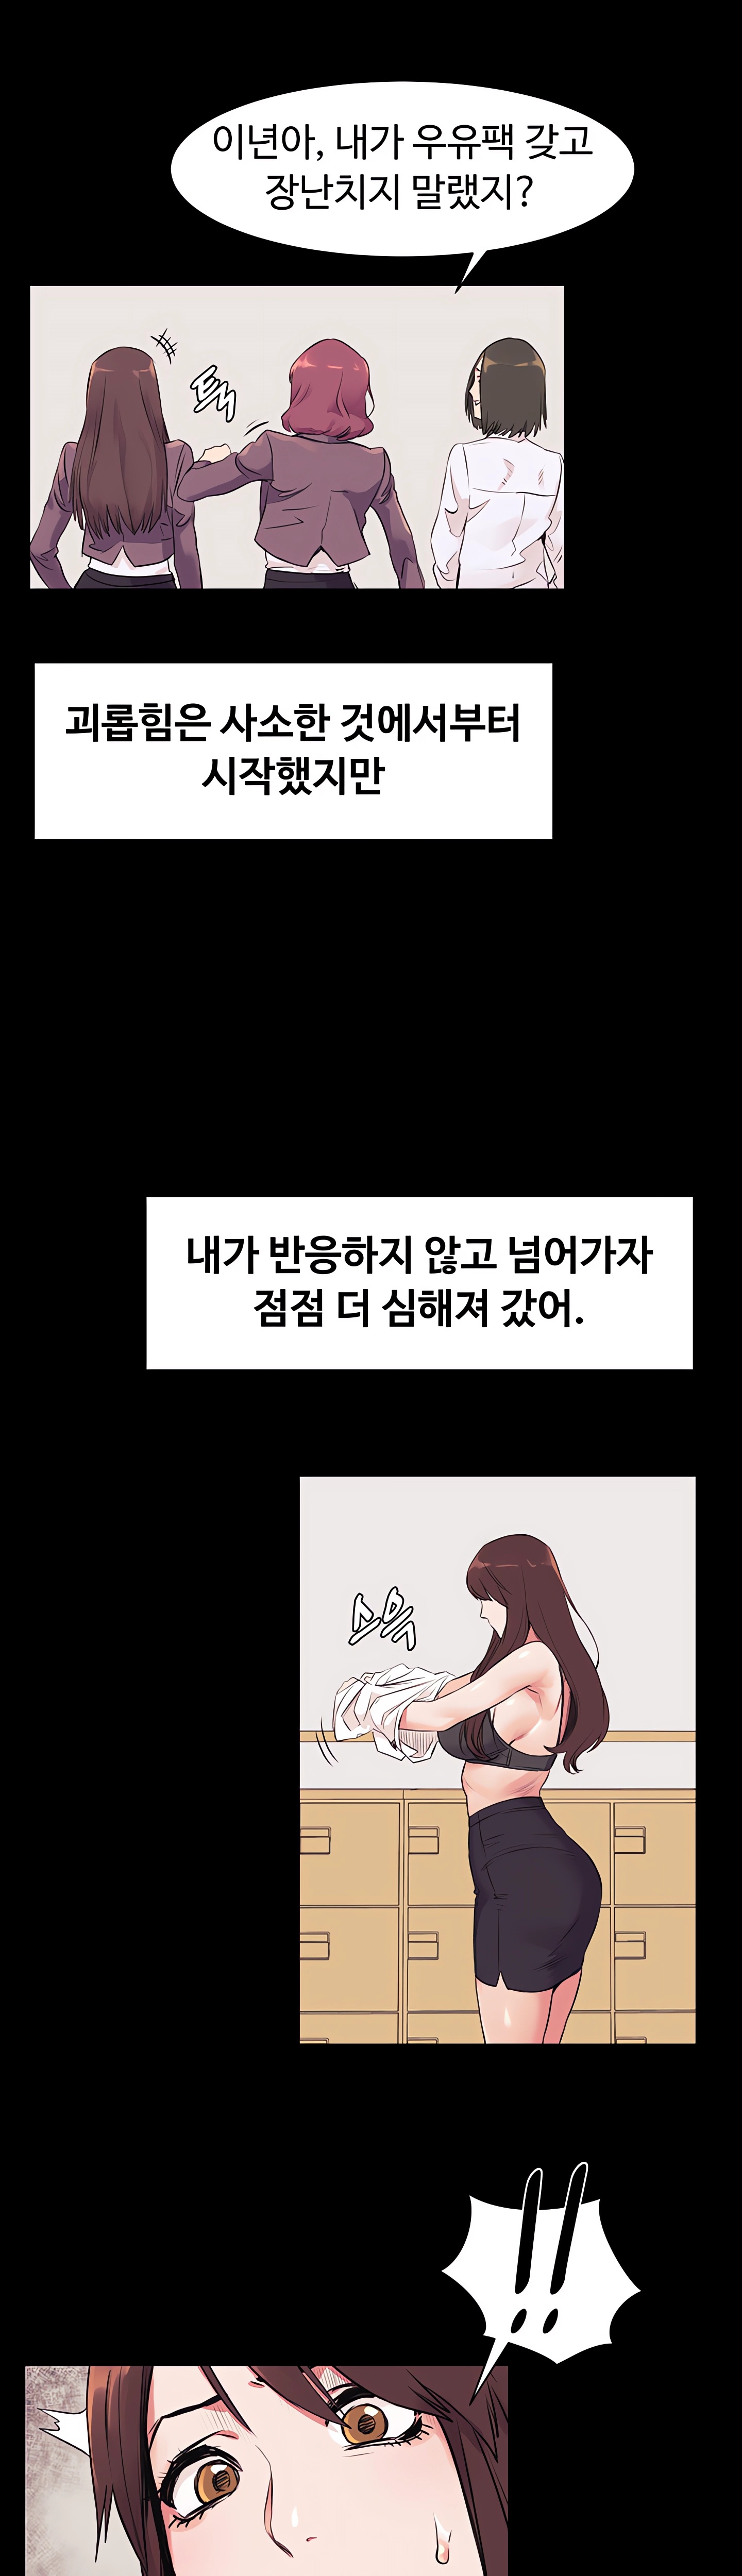 이년아, 내가 우유팩 갖고
장난치지 말랬지?
툭
괴롭힘은 사소한 것에서부터
시작했지만
내가 반응하지 않고 넘어가자
점점 더 심해져 갔어.
스윽
!!